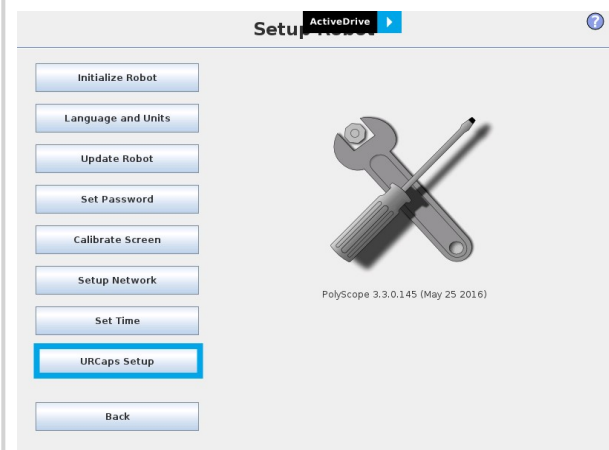 Setup Robot
ActiveDrive
?
Initialize Robot
Language and Units
Update Robot
Set Password
Calibrate Screen
Setup Network
PolyScope 3.3.0.145 (May 25 2016)
Set Time
URCaps Setup
Back